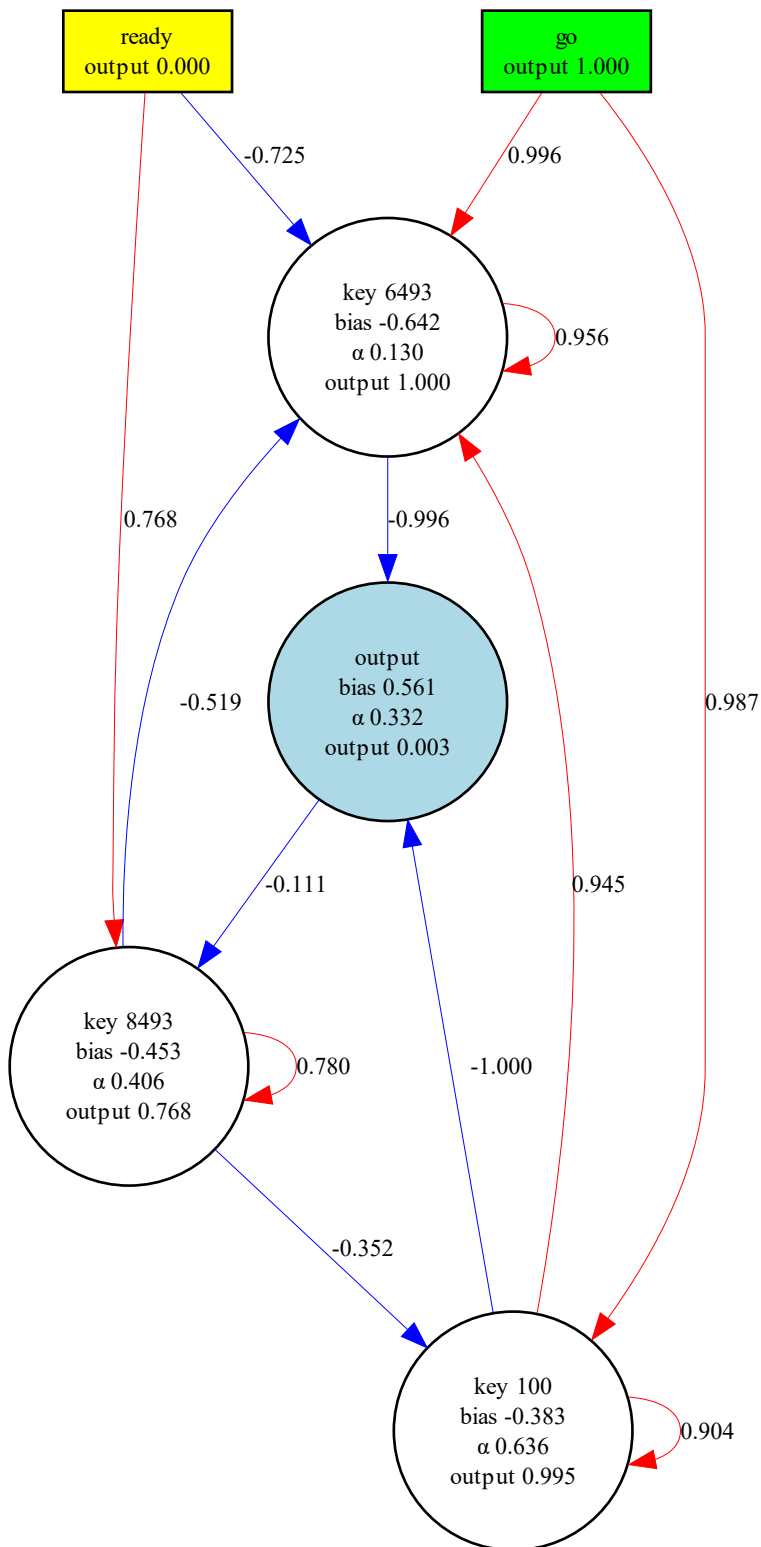 ready
output 0.000
go
output 1.000
-0.725
0.996
key 6493
bias -0.642
α 0.130
output 1.000
0.956
0.768
-0.996
-0.519
output
bias 0.561
α 0.332
output 0.003
0.987
-0.111
0.945
key 8493
bias -0.453
α 0.406
output 0.768
0.780
-1.000
-0.352
key 100
bias -0.383
α 0.636
output 0.995
0.904